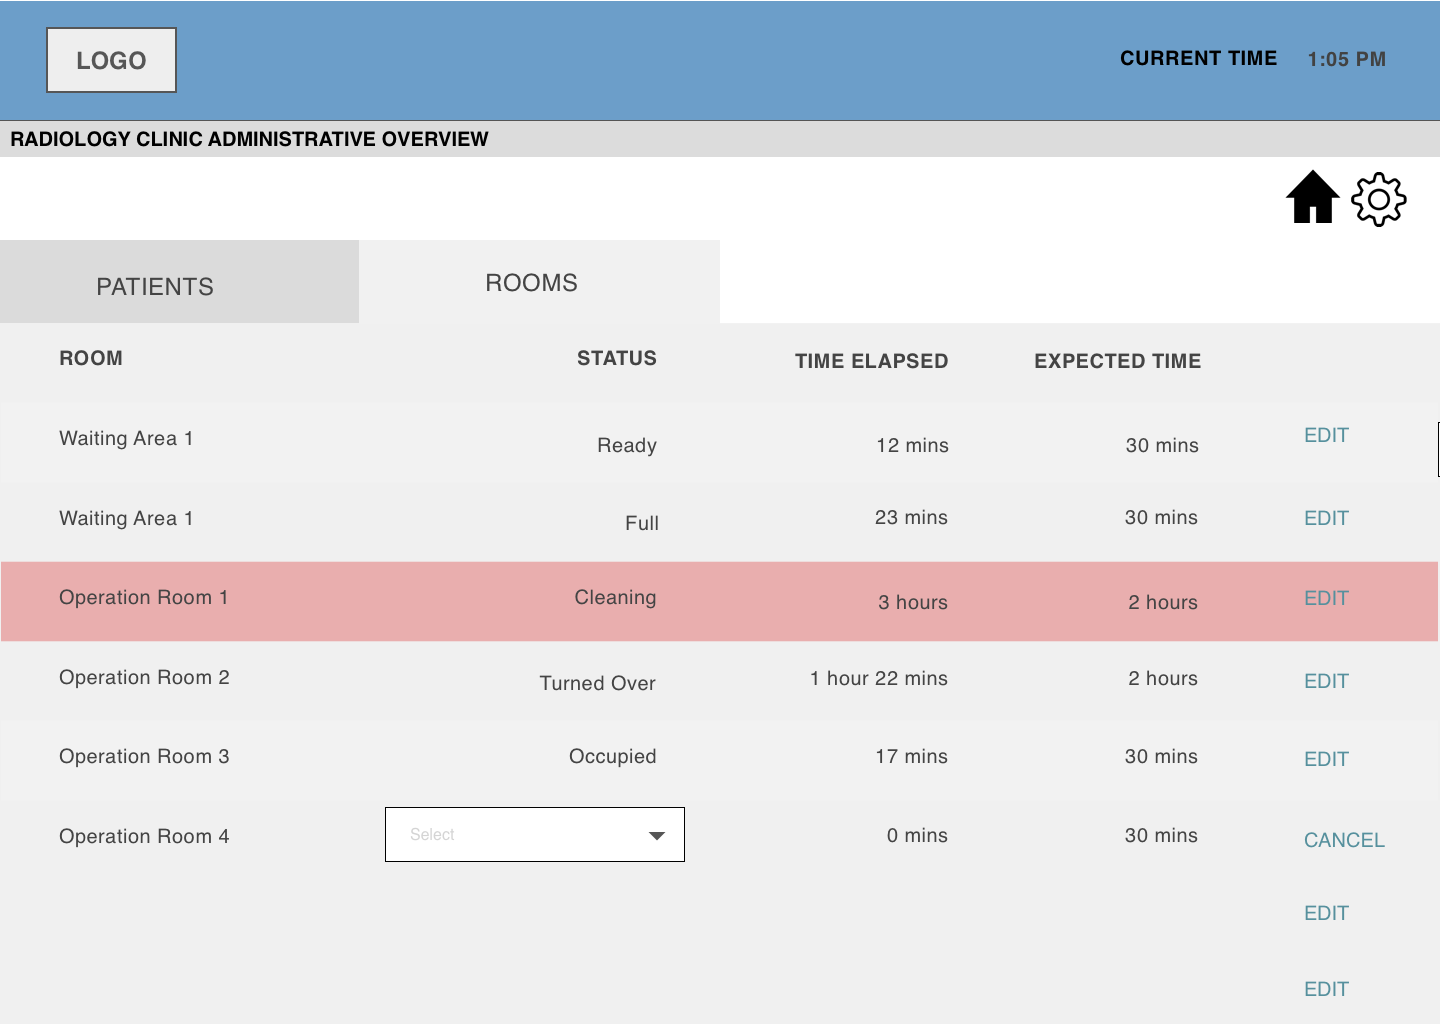 LOGO
CURRENT TIME 1:05 PM
RADIOLOGY CLINIC ADMINISTRATIVE OVERVIEW
PATIENTS ROOMS
ROOM STATUS TIME ELAPSED EXPECTED TIME
Waiting Area 1 Ready 12 mins 30 mins EDIT
Waiting Area 1 Full 23 mins 30 mins EDIT
Operation Room 1 Cleaning 3 hours 2 hours EDIT
Operation Room 2 Turned Over 1 hour 22 mins 2 hours EDIT
Operation Room 3 Occupied 17 mins 30 mins EDIT
Operation Room 4 Select 0 mins 30 mins CANCEL
EDIT
EDIT